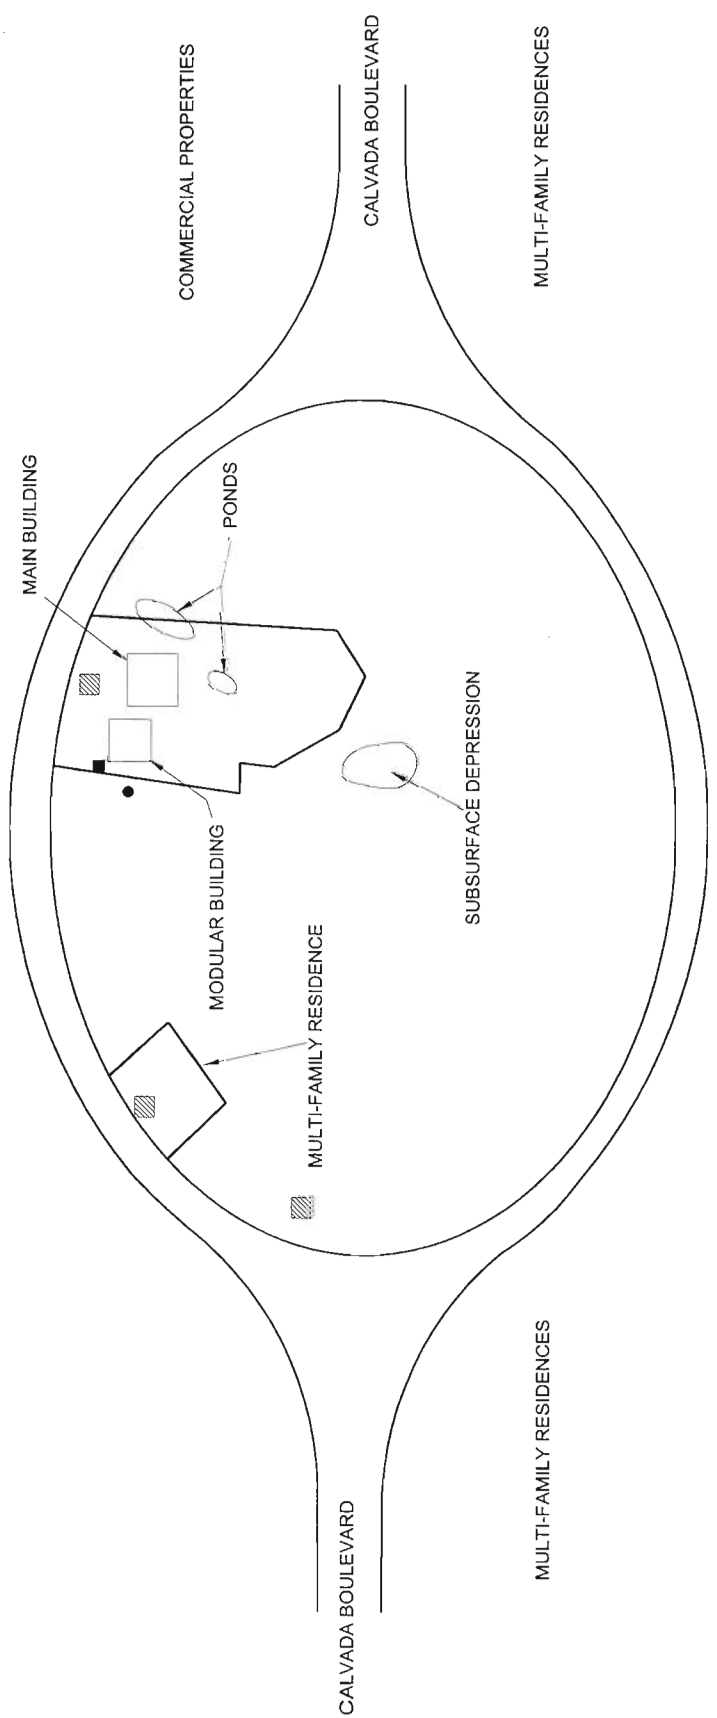 MAIN BUILDING
COMMERCIAL PROPERTIES
MODULAR BUILDING
PONDS
MULTI-FAMILY RESIDENCE
CALVADA BOULEVARD
CALVADA BOULEVARD
SUBSURFACE DEPRESSION
MULTI-FAMILY RESIDENCES
MULTI-FAMILY RESIDENCES